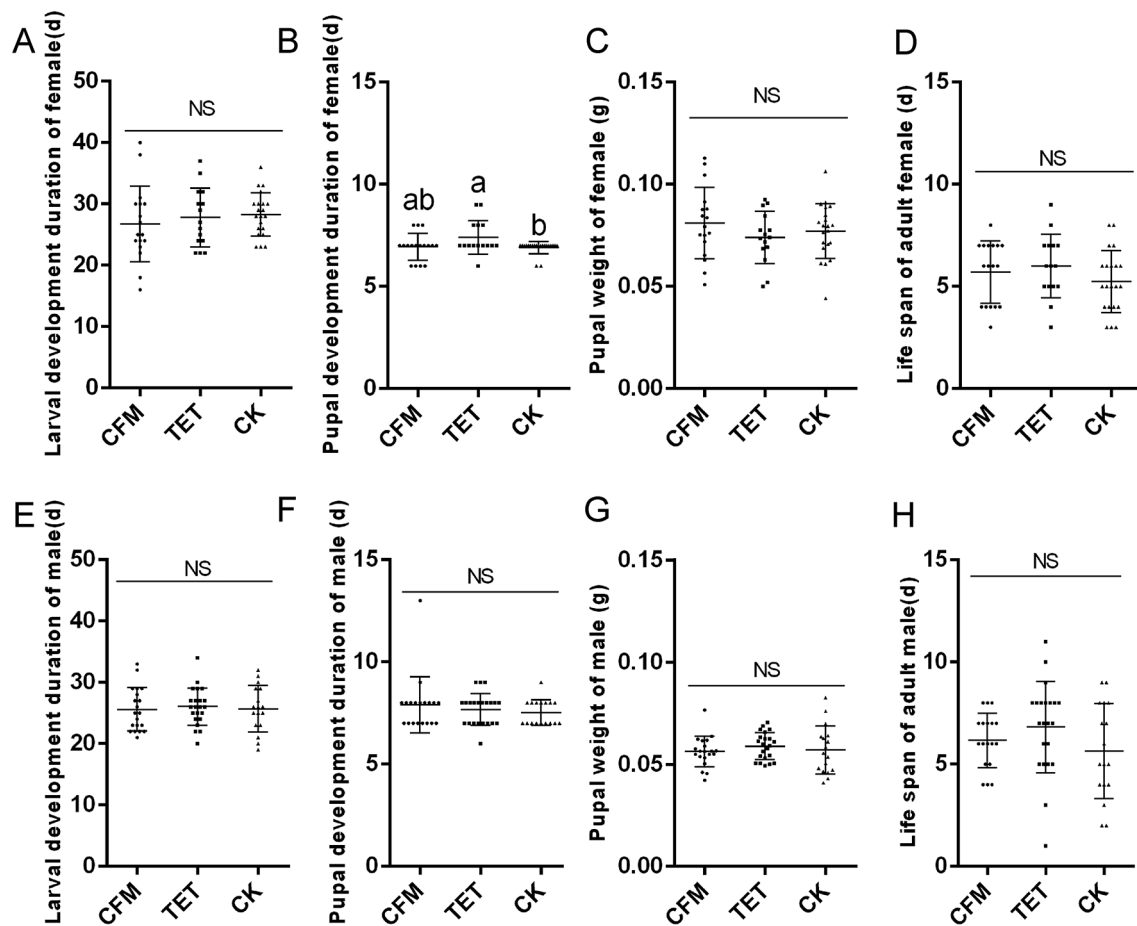 A
Larval development duration of female(d)
50
40
30
20
10
0
NS
CFM
TET
CK
B
Pupal development duration of female(d)
15
10
5
ab
a
b
CFM
TET
CK
C
Pupal weight of female (g)
0.15
0.10
0.05
0.00
NS
CFM
TET
CK
D
Life span of adult female (d)
15
10
5
0
NS
CFM
TET
CK
E
Larval development duration of male(d)
50
40
30
20
10
0
NS
CFM
TET
CK
F
Pupal development duration of male (d)
15
10
5
0
NS
CFM
TET
CK
G
Pupal weight of male (g)
0.15
0.10
0.05
0.00
NS
CFM
TET
CK
H
Life span of adult male(d)
15
10
5
0
NS
CFM
TET
CK